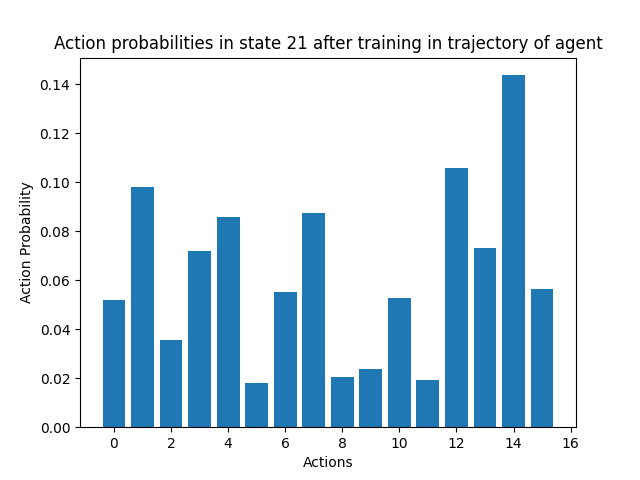 Action probabilities in state 21 after training in trajectory of agent
0.14
0.12
0.10
0.08
0.06
0.04
0.02
0.00
Action Probability
0 2 4 6 8 10 12 14 16
Actions